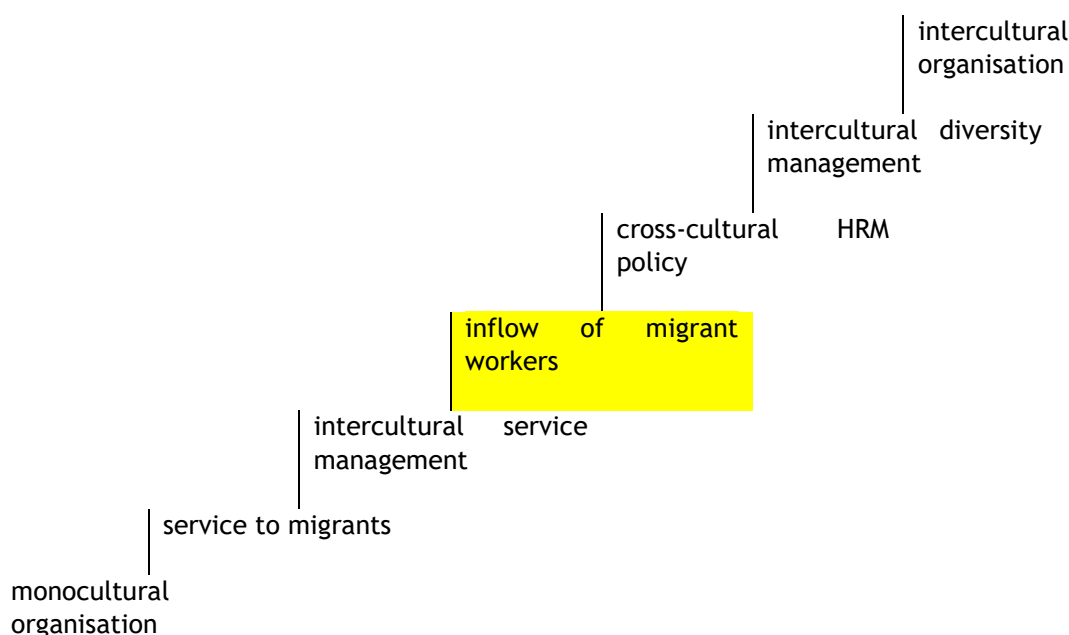 intercultural
organisation
intercultural diversity
management
cross-cultural HRM
policy
inflow of migrant
workers
intercultural service
management
service to migrants
monocultural
organisation